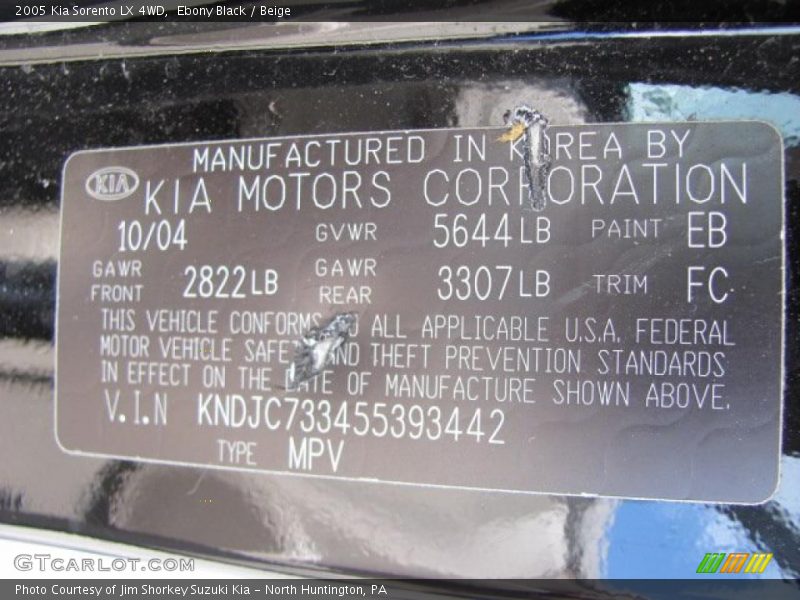 2005 Kia Sorento LX 4WD, Ebony Black / Beige
MANUFACTURED IN KOREA BY
KIA KIA MOTORS CORPORATION
10/04 GVWR 5644LB PAINT EB
GAWR FRONT 2822LB GAWR REAR 3307LB TRIM FC
THIS VEHICLE CONFORMS TO ALL APPLICABLE U.S.A. FEDERAL
MOTOR VEHICLE SAFETY AND THEFT PREVENTION STANDARDS
IN EFFECT ON THE DATE OF MANUFACTURE SHOWN ABOVE.
V.I.N KNDJC733455393442
TYPE MPV
GTCARLOT.COM
Photo Courtesy of Jim Shorkey Suzuki Kia - North Huntington, PA